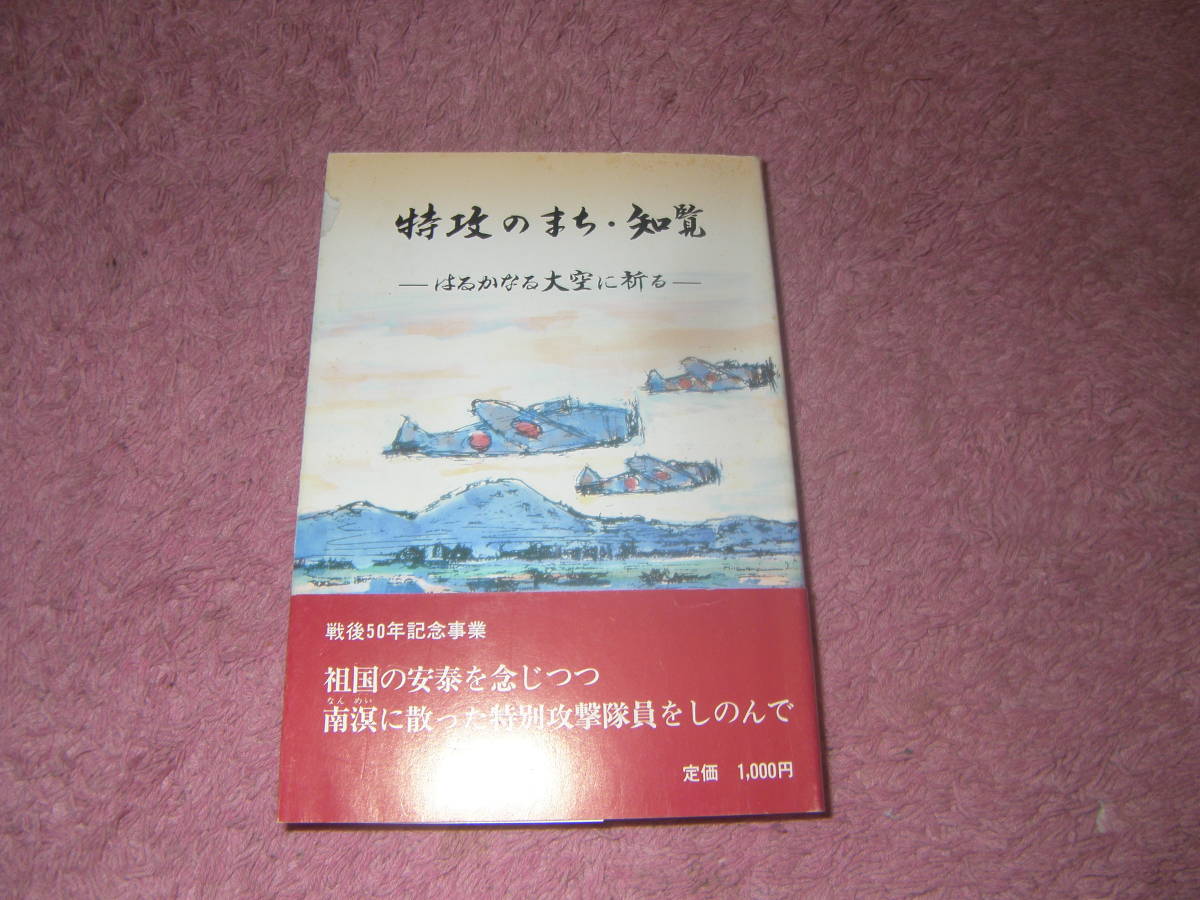 特攻のまち・知覧
—はるかなる大空に祈る—
戦後50年記念事業
祖国の安泰を念じつつ
なんめい
南溟に散った特別攻撃隊員をしのんで
定価 1,000円